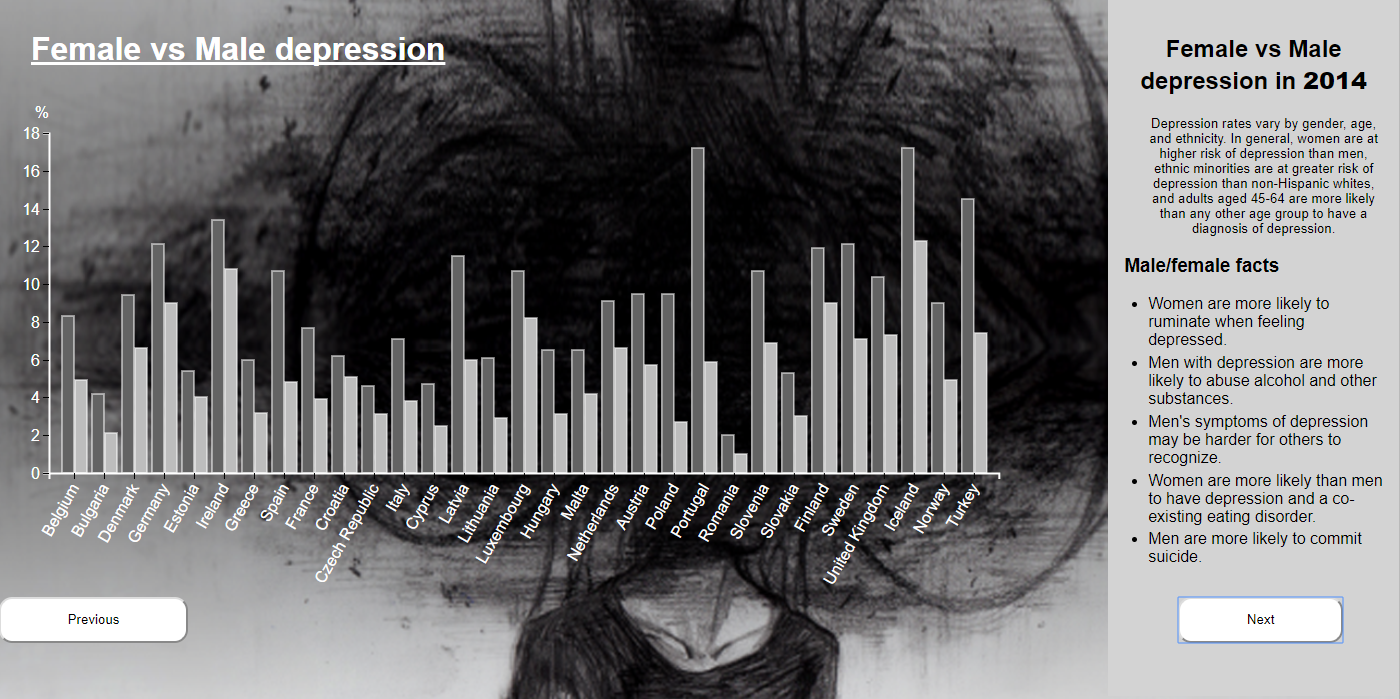 Female vs Male depression
%
18
16
14
12
10
8
6
4
2
0
Belgium
Bulgaria
Denmark
Germany
Estonia
Ireland
Greece
Spain
France
Croatia
Czech Republic
Italy
Cyprus
Latvia
Lithuania
Luxembourg
Hungary
Malta
Netherlands
Austria
Poland
Portugal
Romania
Slovenia
Slovakia
Finland
Sweden
United Kingdom
Iceland
Norway
Turkey
Previous
Female vs Male
depression in 2014
Depression rates vary by gender, age,
and ethnicity. In general, women are at
higher risk of depression than men,
ethnic minorities are at greater risk of
depression than non-Hispanic whites,
and adults aged 45-64 are more likely
than any other age group to have a
diagnosis of depression.
Male/female facts
• Women are more likely to
ruminate when feeling
depressed.
• Men with depression are more
likely to abuse alcohol and other
substances.
• Men's symptoms of depression
may be harder for others to
recognize.
• Women are more likely than men
to have depression and a co-
existing eating disorder.
• Men are more likely to commit
suicide.
Next